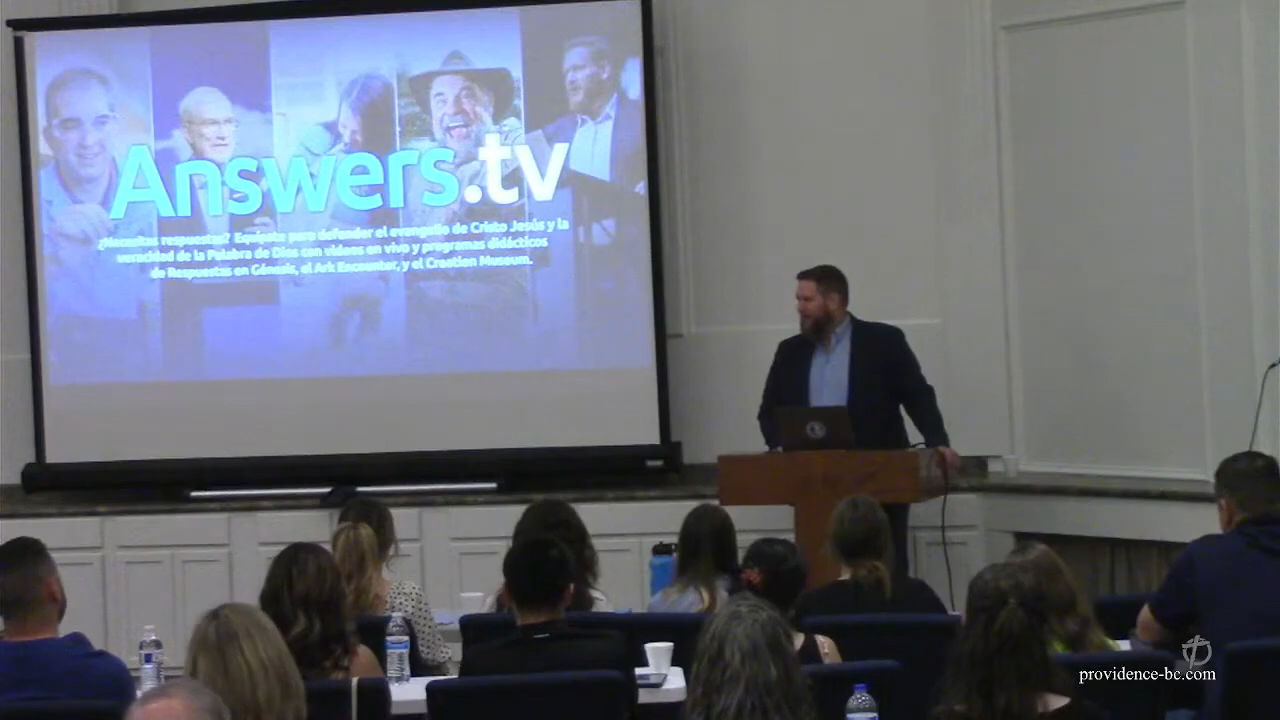 Answers.tv
¿Necesitas respuestas? Equípate para defender el evangelio de Cristo Jesús y la
veracidad de la Palabra de Dios con videos en vivo y programas didácticos
de Respuestas en Génesis, el Ark Encounter, y el Creation Museum.
providence-bc.com